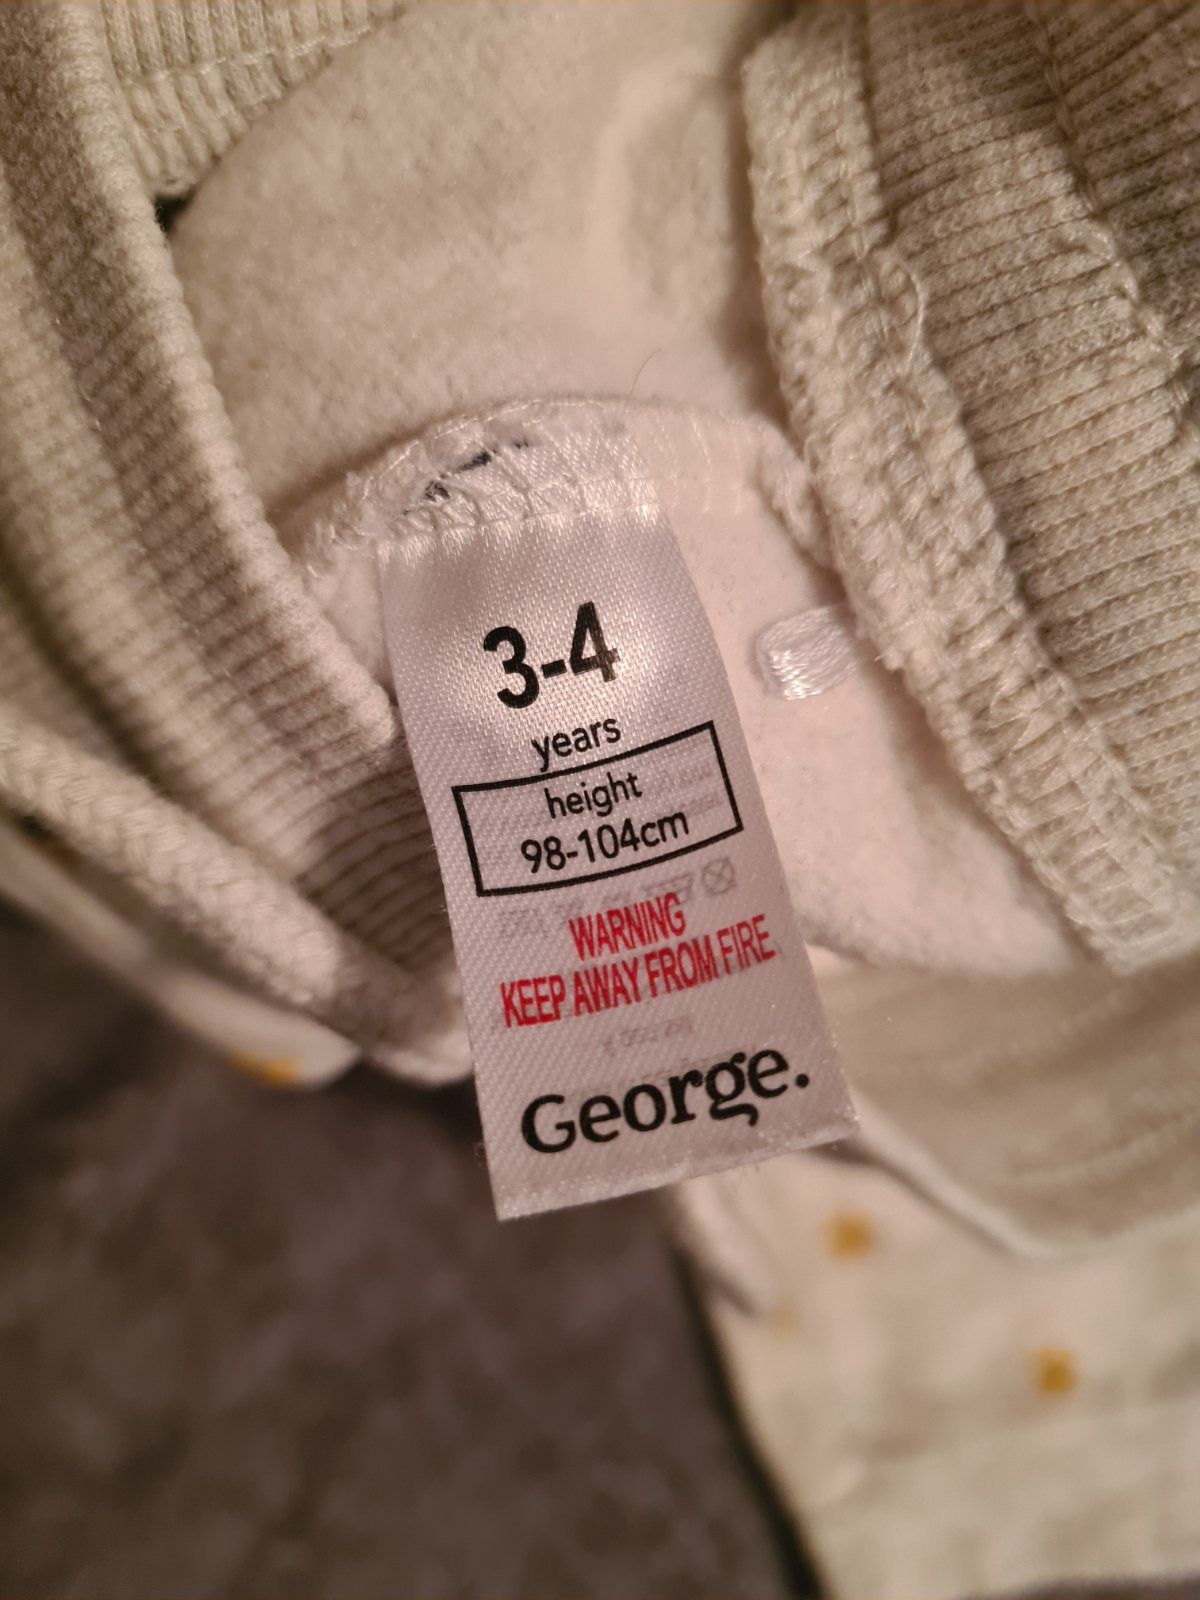 3-4
years
height
98-104cm
WARNING
KEEP AWAY FROM FIRE
George.